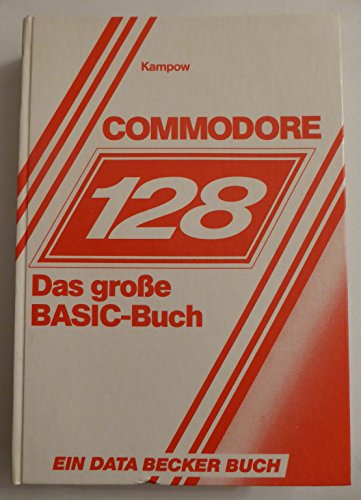 Kampow
COMMODORE
128
Das große
BASIC-Buch
EIN DATA BECKER BUCH